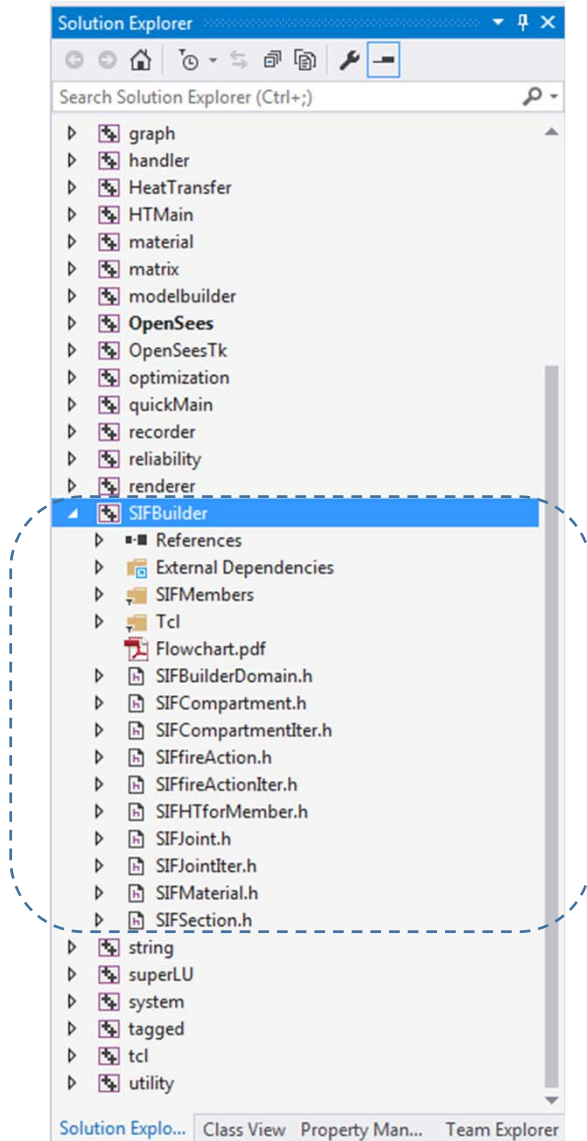 Solution Explorer
Search Solution Explorer (Ctrl+;)
graph
handler
HeatTransfer
HTMain
material
matrix
modelbuilder
OpenSees
OpenSeesTk
optimization
quickMain
recorder
reliability
renderer
SIFBuilder
References
External Dependencies
SIFMembers
Tcl
Flowchart.pdf
SIFBuilderDomain.h
SIFCompartment.h
SIFCompartmentIter.h
SIFfireAction.h
SIFfireActionIter.h
SIFHTforMember.h
SIFJoint.h
SIFJointIter.h
SIFMaterial.h
SIFSection.h
string
superLU
system
tagged
tcl
utility
Solution Explo... Class View Property Man... Team Explorer